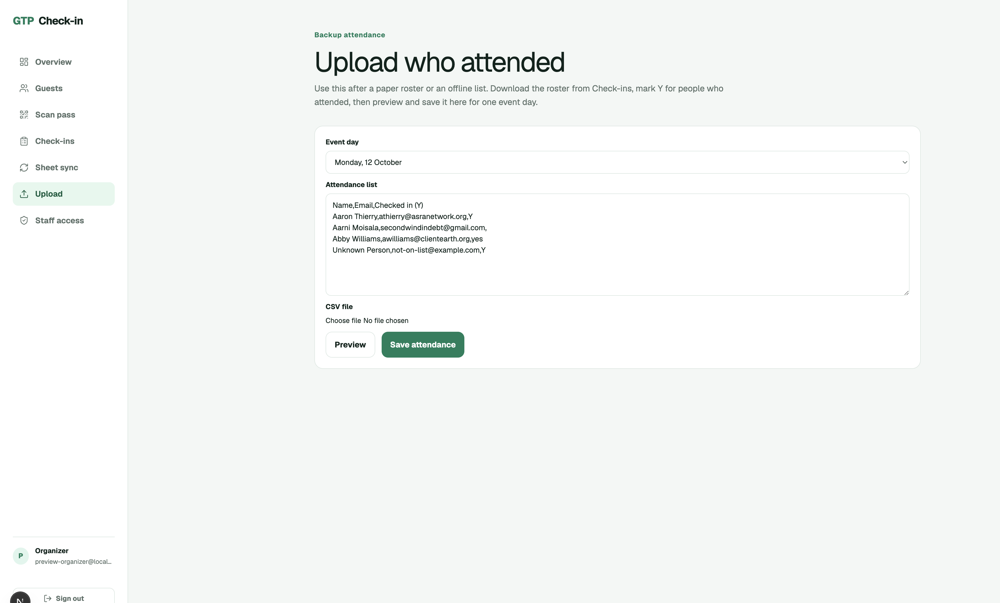 GTP Check-in
Overview
Guests
Scan pass
Check-ins
Sheet sync
Upload
Staff access
P
Organizer
preview-organizer@local...
N
Sign out
Backup attendance
Upload who attended
Use this after a paper roster or an offline list. Download the roster from Check-ins, mark Y for people who
attended, then preview and save it here for one event day.
Event day
Monday, 12 October
Attendance list
Name,Email,Checked in (Y)
Aaron Thierry,athierry@asranetwork.org,Y
Aarni Moisala,secondwindindebt@gmail.com,
Abby Williams,awilliams@clientearth.org,yes
Unknown Person,not-on-list@example.com,Y
CSV file
Choose file No file chosen
Preview
Save attendance